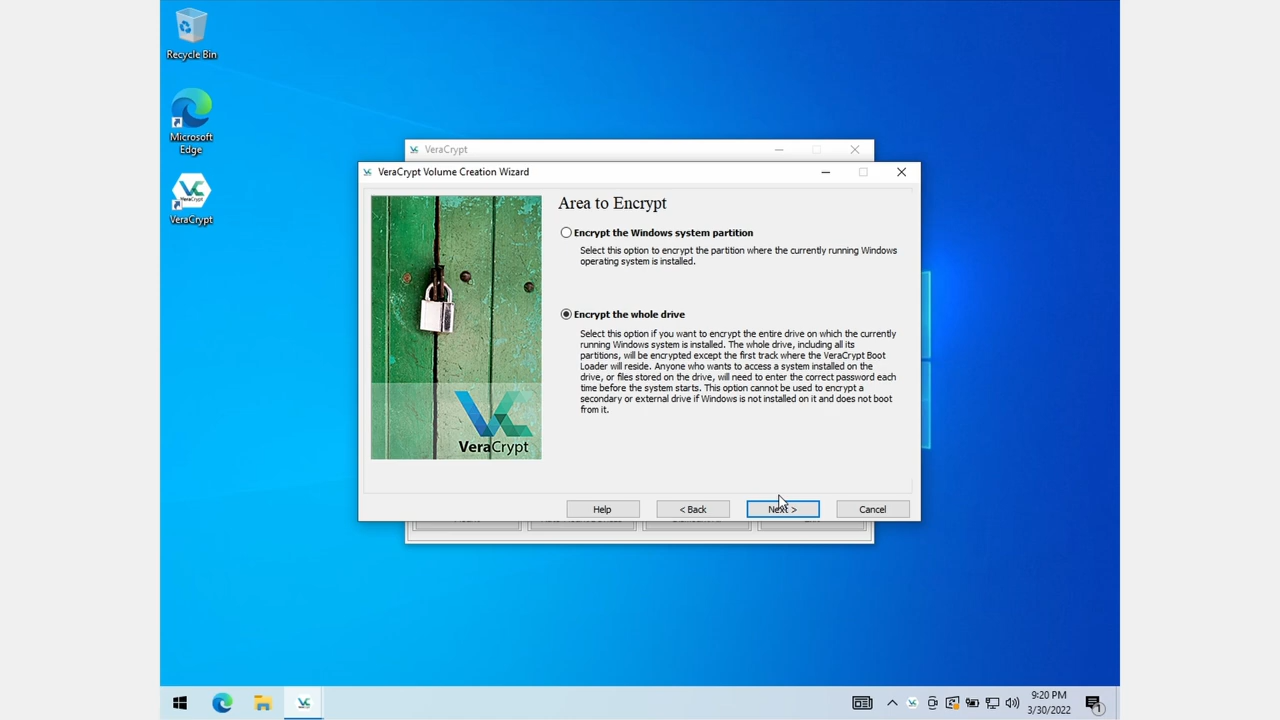 Recycle Bin
Microsoft
Edge
VeraCrypt
VeraCrypt
VeraCrypt
VeraCrypt Volume Creation Wizard
Area to Encrypt
Encrypt the Windows system partition
Select this option to encrypt the partition where the currently running Windows
operating system is installed.
Encrypt the whole drive
Select this option if you want to encrypt the entire drive on which the currently
running Windows system is installed. The whole drive, including all its
partitions, will be encrypted except the first track where the VeraCrypt Boot
Loader will reside. Anyone who wants to access a system installed on the
drive, or files stored on the drive, will need to enter the correct password each
time before the system starts. This option cannot be used to encrypt a
secondary or external drive if Windows is not installed on it and does not boot
from it.
VeraCrypt
Help
< Back
Next >
Cancel
9:20 PM
3/30/2022
1